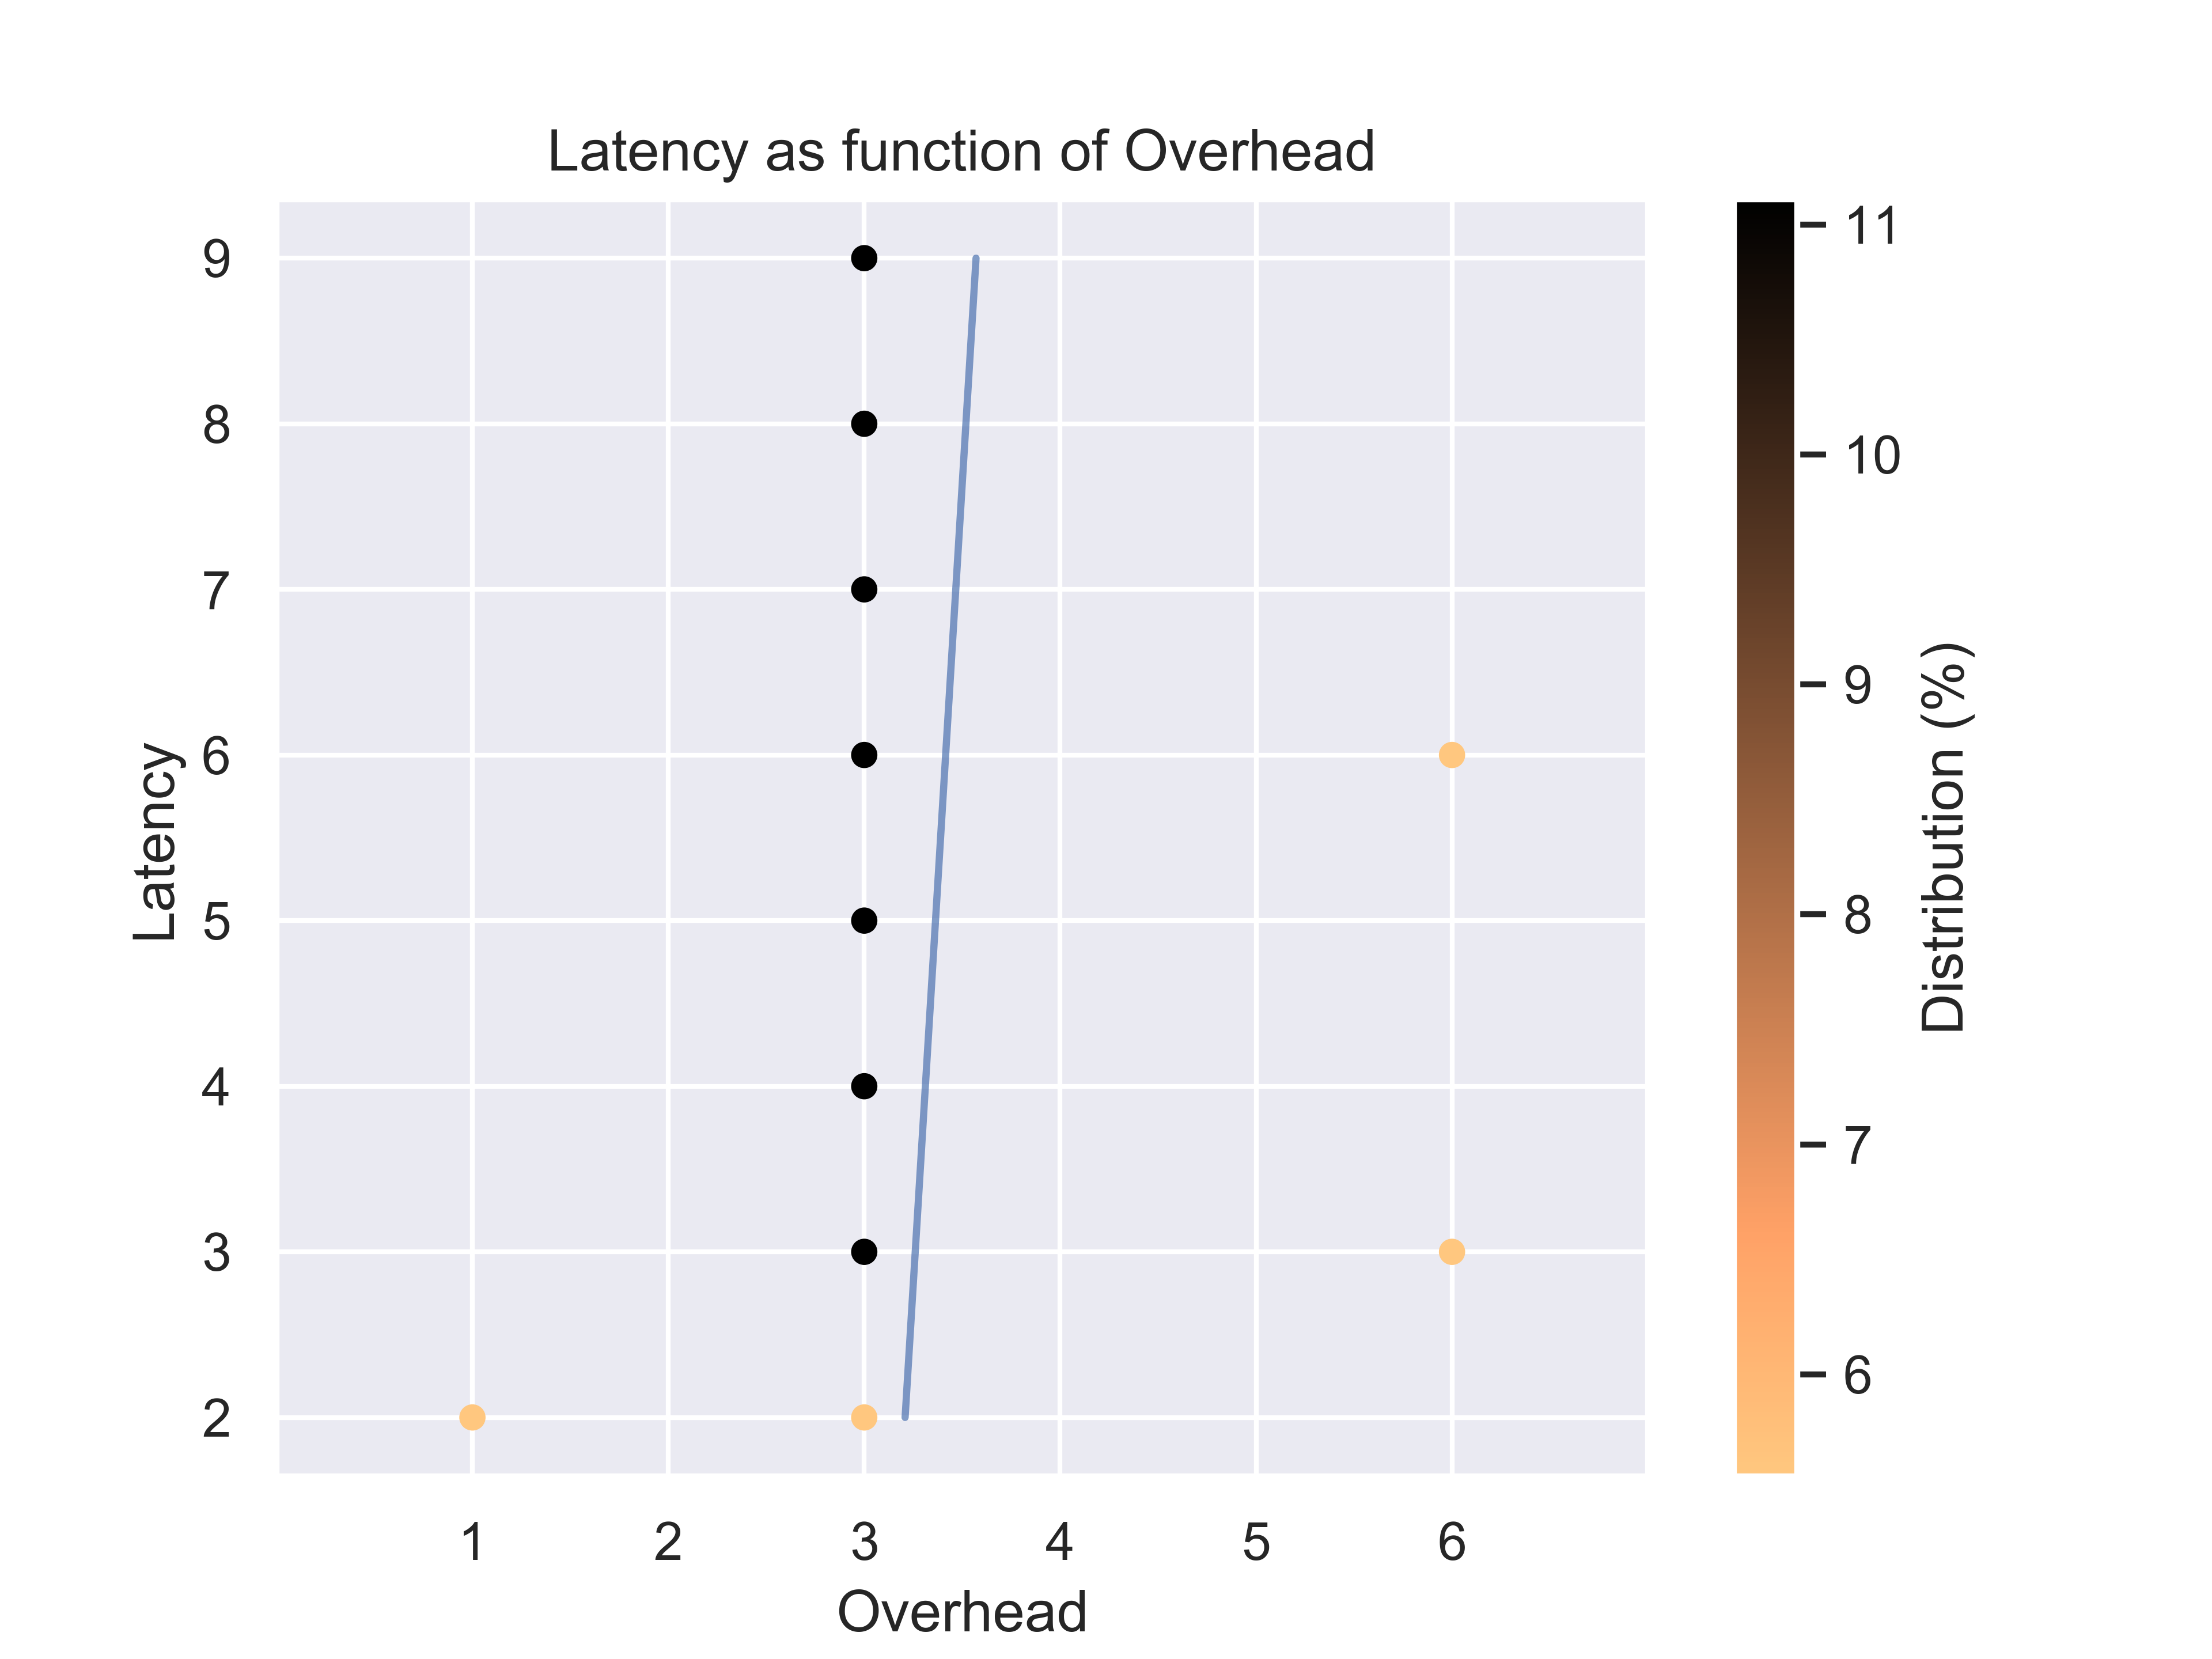 Latency as function of Overhead
9
8
7
6
5
4
3
2
Latency
1 2 3 4 5 6
Overhead
11
10
9
8
7
6
Distribution (%)